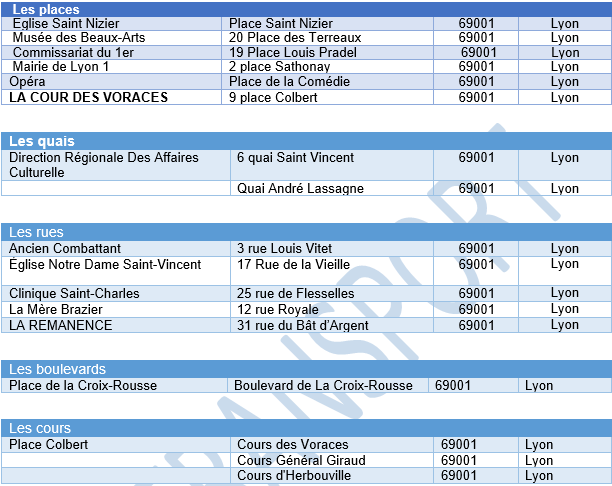 Les places
Eglise Saint Nizier Place Saint Nizier 69001 Lyon
Musée des Beaux-Arts 20 Place des Terreaux 69001 Lyon
Commissariat du 1er 19 Place Louis Pradel 69001 Lyon
Mairie de Lyon 1 2 place Sathonay 69001 Lyon
Opéra Place de la Comédie 69001 Lyon
LA COUR DES VORACES 9 place Colbert 69001 Lyon
Les quais
Direction Régionale Des Affaires 6 quai Saint Vincent 69001 Lyon
Culturelle
Quai André Lassagne 69001 Lyon
Les rues
Ancien Combattant 3 rue Louis Vitet 69001 Lyon
Église Notre Dame Saint-Vincent 17 Rue de la Vieille 69001 Lyon
Clinique Saint-Charles 25 rue de Flesselles 69001 Lyon
La Mère Brazier 12 rue Royale 69001 Lyon
LA REMANENCE 31 rue du Bât d'Argent 69001 Lyon
Les boulevards
Place de la Croix-Rousse Boulevard de La Croix-Rousse 69001 Lyon
Les cours
Place Colbert Cours des Voraces 69001 Lyon
Cours Général Giraud 69001 Lyon
Cours d'Herbouville 69001 Lyon
TRANSPORT